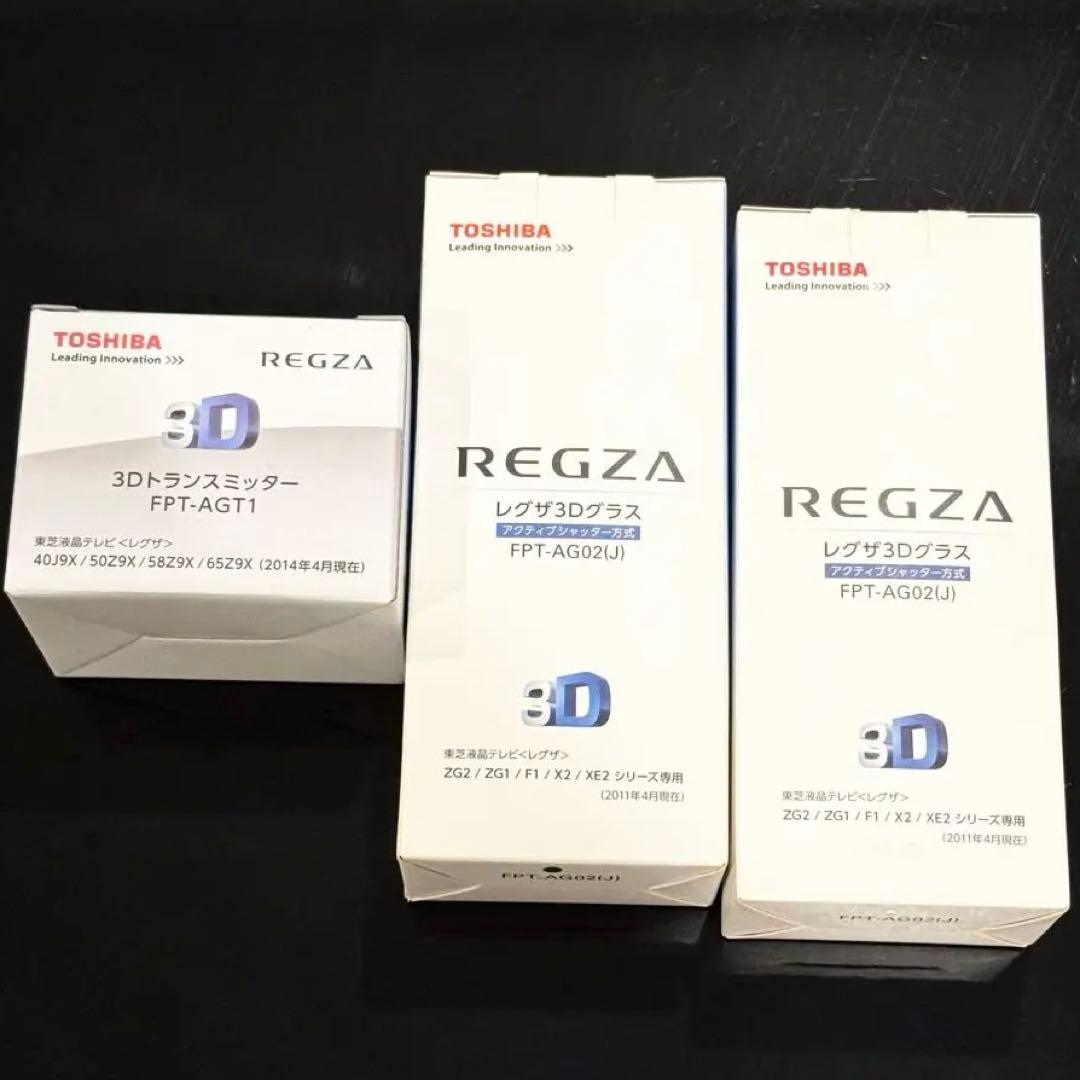 TOSHIBA
Leading Innovation >>>
REGZA
3D
3Dトランスミッター
FPT-AGT1
東芝液晶テレビ<レグザ>
40J9X / 50Z9X / 58Z9X / 65Z9X (2014年4月現在)
TOSHIBA
Leading Innovation >>>
REGZA
レグザ3Dグラス
アクティブシャッター方式
FPT-AG02(J)
3D
東芝液晶テレビ<レグザ>
ZG2 / ZG1 / F1 / X2 / XE2 シリーズ専用
(2011年4月現在)
FPT-AG02(J)
TOSHIBA
Leading Innovation >>>
REGZA
レグザ3Dグラス
アクティブシャッター方式
FPT-AG02(J)
3D
東芝液晶テレビ<レグザ>
ZG2 / ZG1 / F1 / X2 / XE2 シリーズ専用
(2011年4月現在)
FPT-AG02(J)